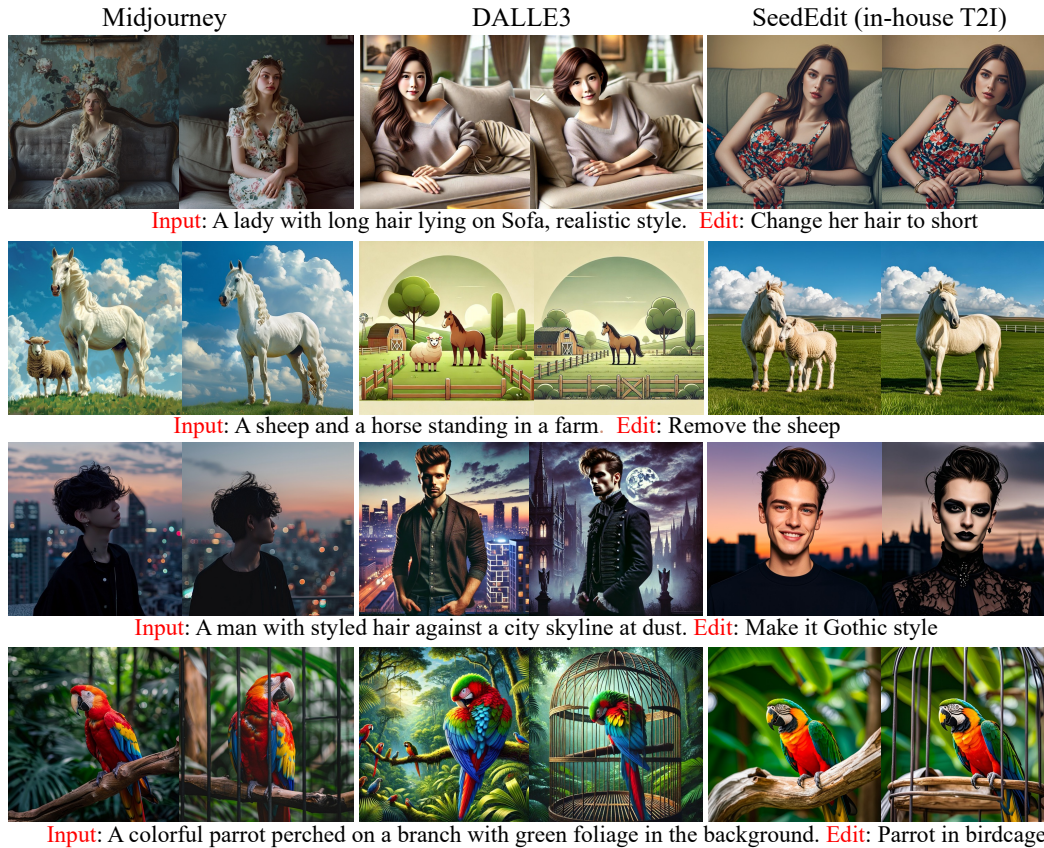 Midjourney
DALLE3
SeedEdit (in-house T2I)
Input: A lady with long hair lying on Sofa, realistic style. Edit: Change her hair to short
Input: A sheep and a horse standing in a farm. Edit: Remove the sheep
Input: A man with styled hair against a city skyline at dust. Edit: Make it Gothic style
Input: A colorful parrot perched on a branch with green foliage in the background. Edit: Parrot in birdcage